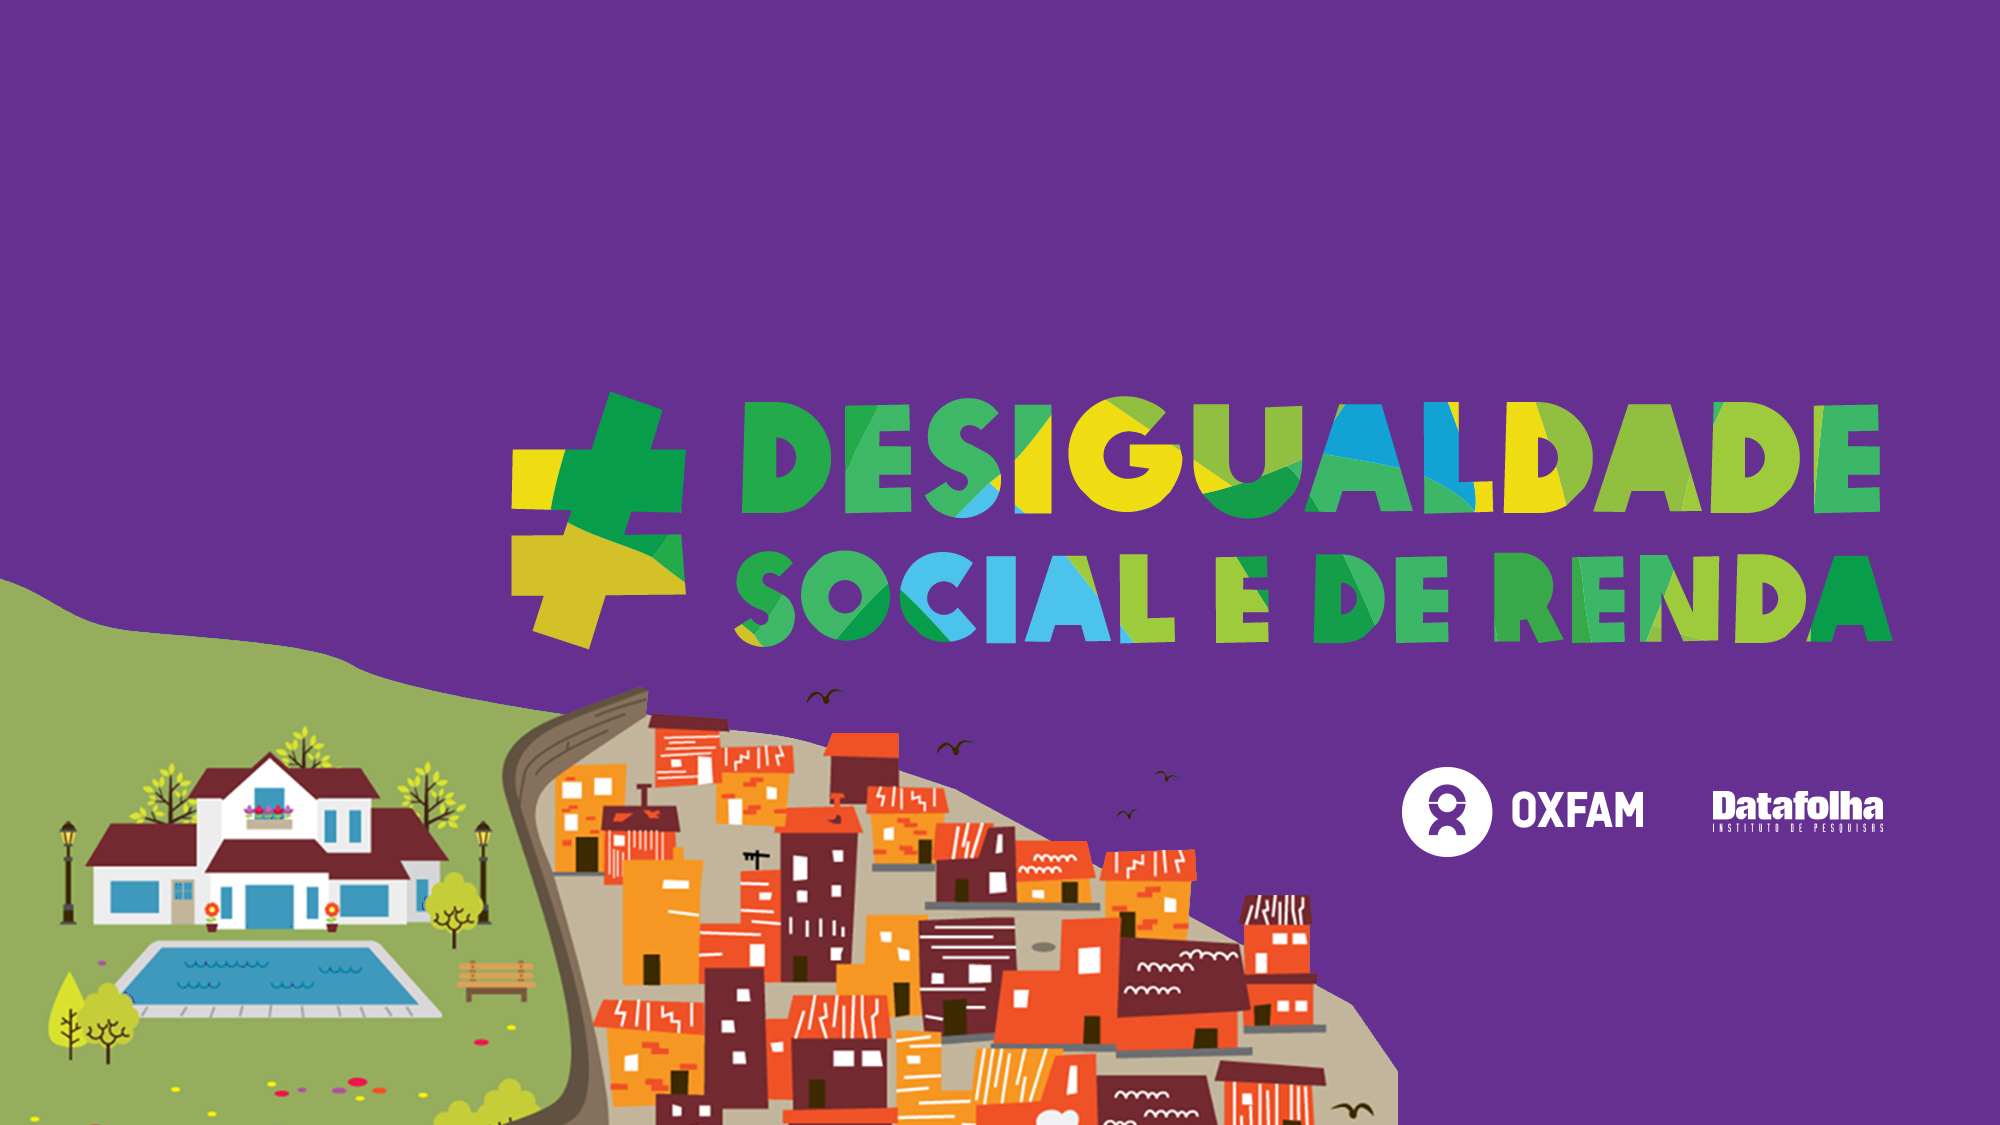 ≠ DESIGUALDADE
SOCIAL E DE RENDA
OXFAM
Datafolha
INSTITUTO DE PESQUISAS